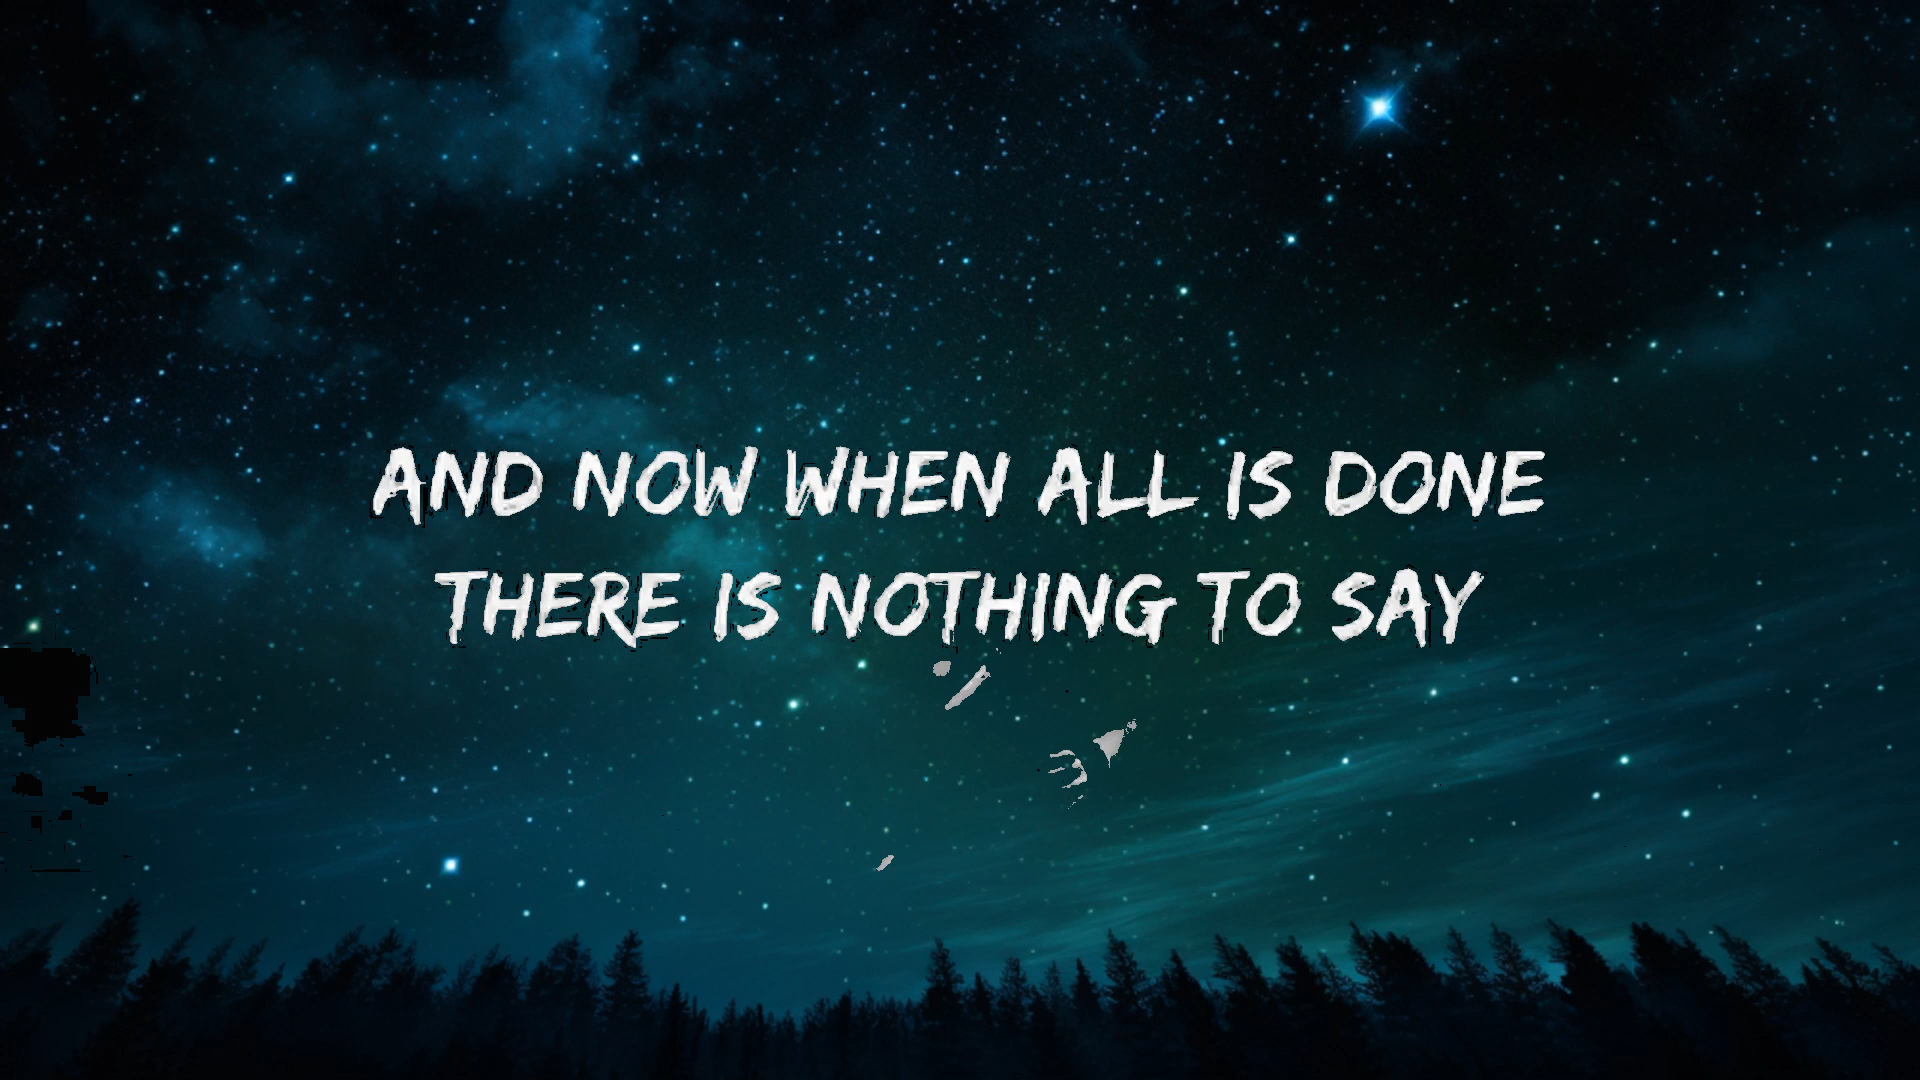 AND NOW WHEN ALL IS DONE
THERE IS NOTHING TO SAY